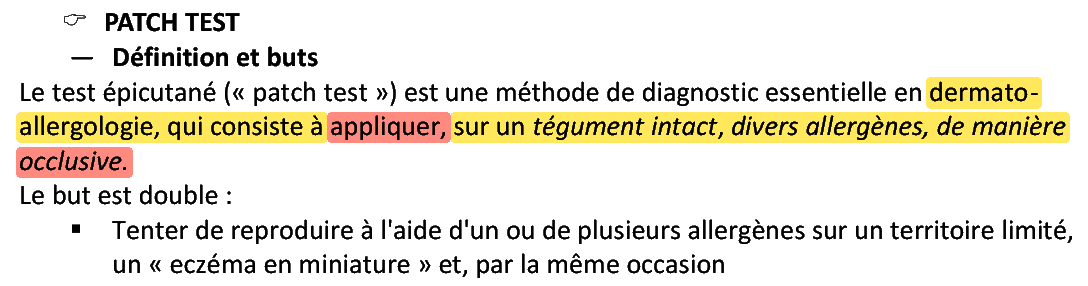 ☞ PATCH TEST
— Définition et buts
Le test épicutané (« patch test ») est une méthode de diagnostic essentielle en dermato-
allergologie, qui consiste à appliquer, sur un tégument intact, divers allergènes, de manière
occlusive.
Le but est double :
▪ Tenter de reproduire à l'aide d'un ou de plusieurs allergènes sur un territoire limité,
un « eczéma en miniature » et, par la même occasion